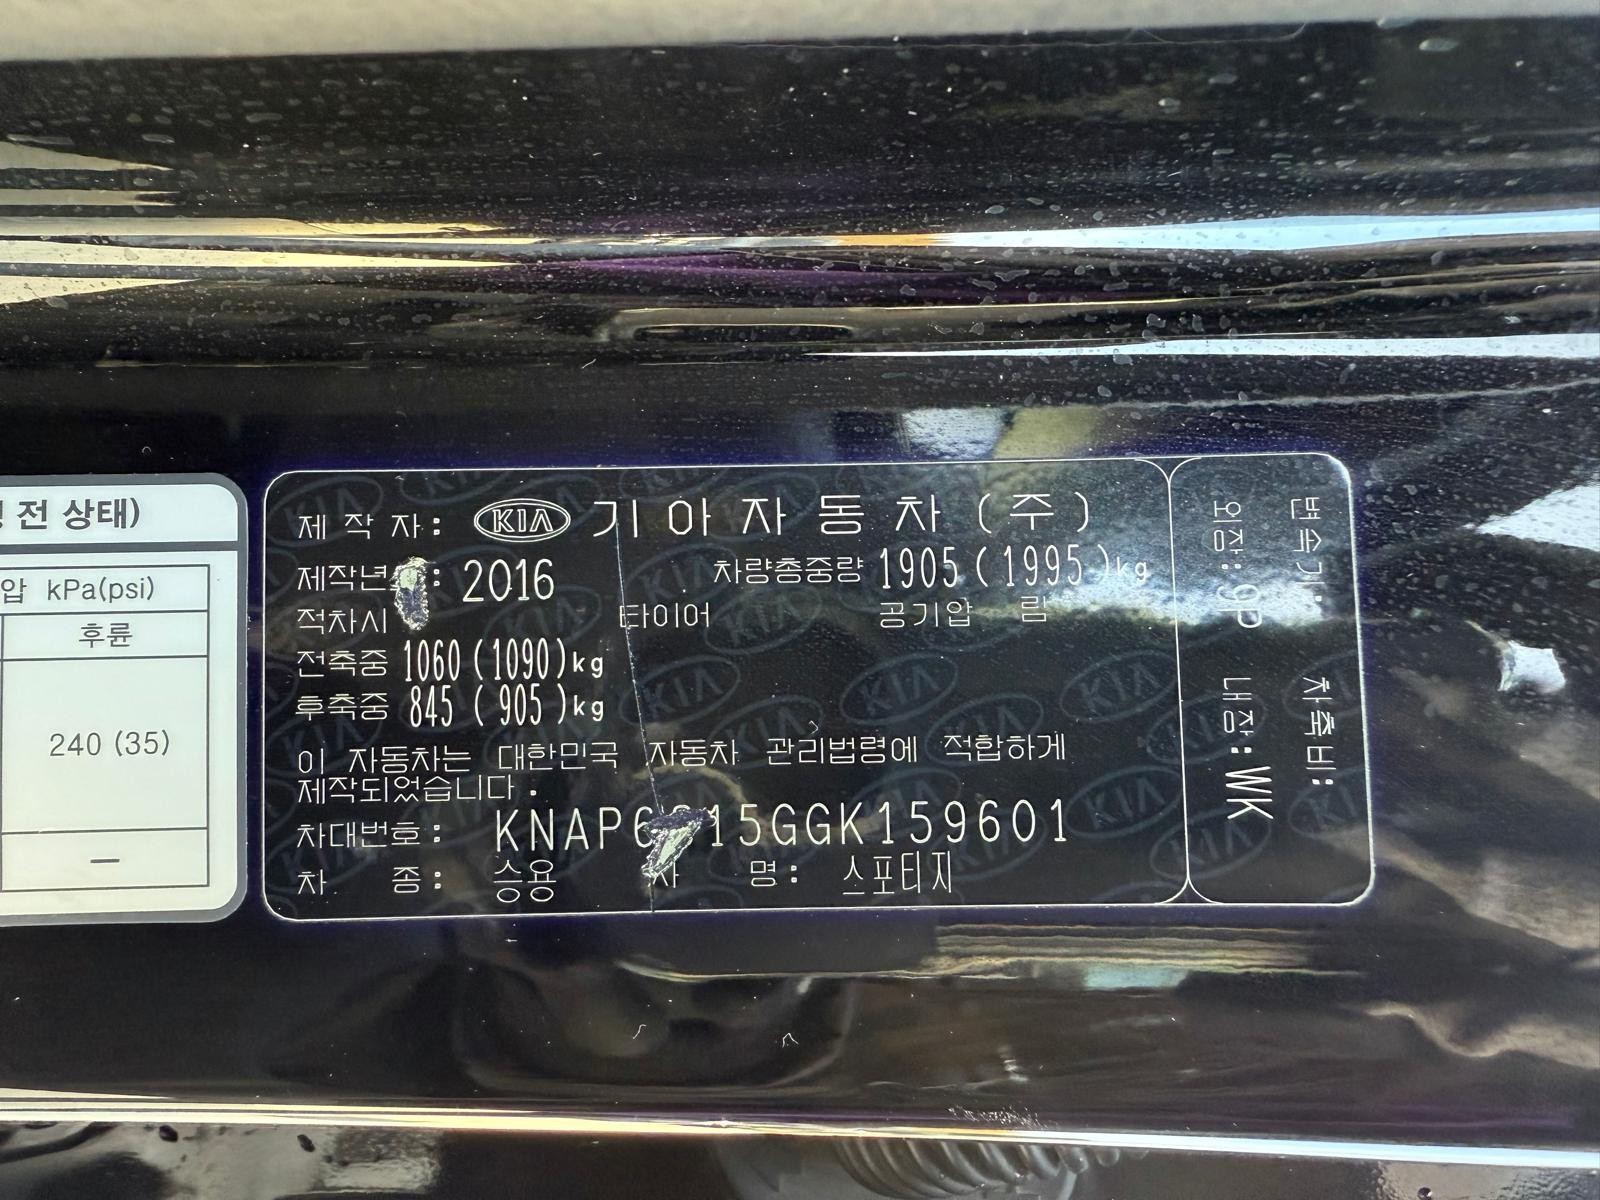 전 상태)
압 kPa(psi)
후륜
240 (35)
–
제 작 자: KIA 기 아 자 동 차 (주)
제작년 : 2016 차량총중량 1905 (1995)kg
적차시 타이어 공기압 림
전축중 1060 (1090)kg
후축중 845 (905)kg
이 자동차는 대한민국 자동차 관리법령에 적합하게
제작되었습니다.
차대번호: KNAP6 15GGK159601
차 종: 승용 차 명: 스포티지
변속기: 차축비:
외장: 9P 내장: WK